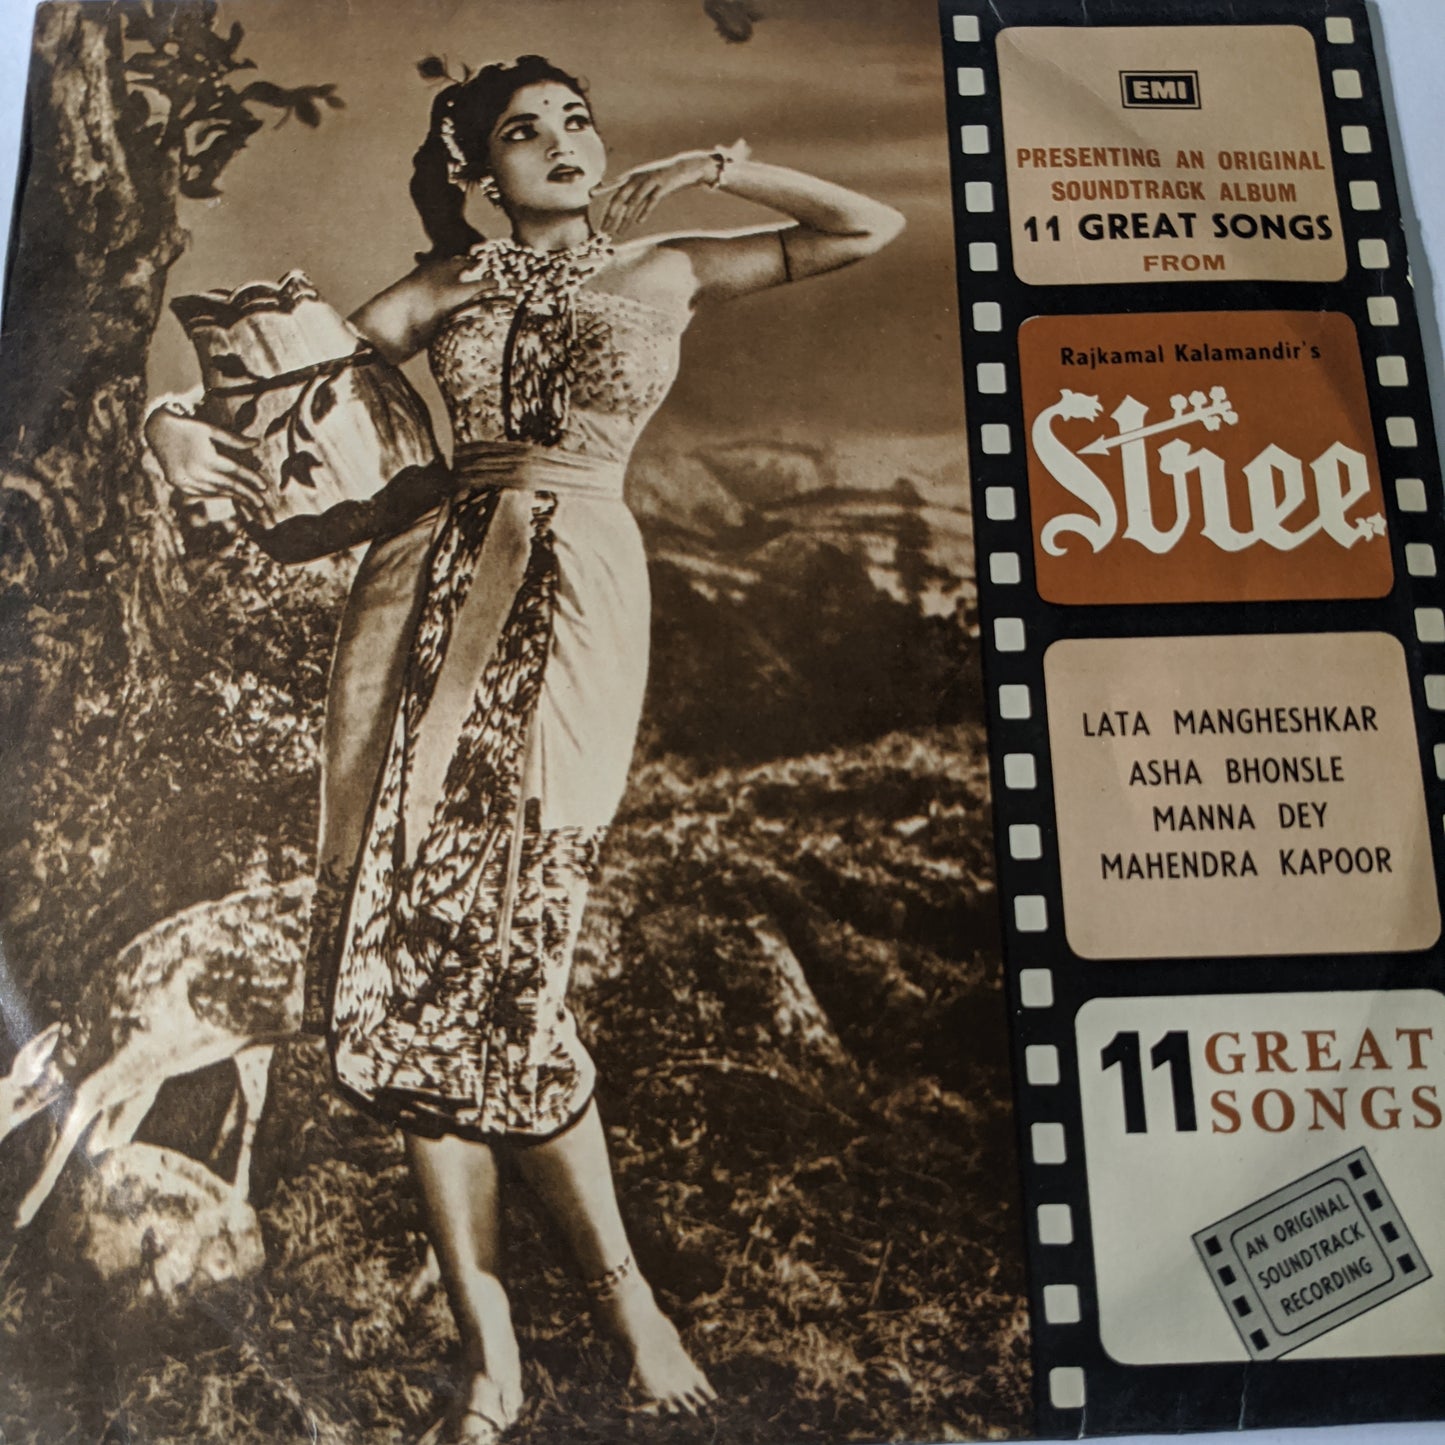 EMI
PRESENTING AN ORIGINAL
SOUNDTRACK ALBUM
11 GREAT SONGS
FROM
Rajkamal Kalamandir's
Stree
LATA MANGHESHKAR
ASHA BHONSLE
MANNA DEY
MAHENDRA KAPOOR
11 GREAT
SONGS
AN ORIGINAL
SOUNDTRACK
RECORDING